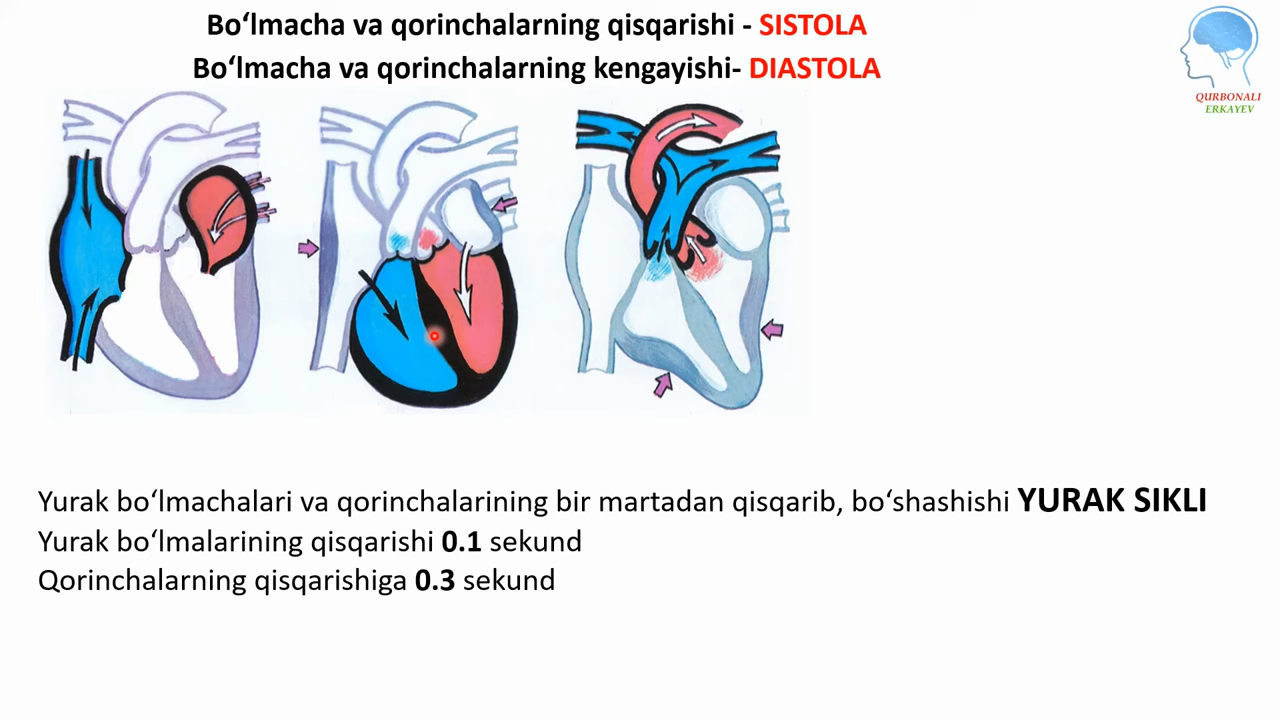 Bo‘lmacha va qorinchalarning qisqarishi - SISTOLA
Bo‘lmacha va qorinchalarning kengayishi- DIASTOLA
QURBONALI
ERKAYEV
Yurak bo‘lmachalari va qorinchalarining bir martadan qisqarib, bo‘shashishi YURAK SIKLI
Yurak bo‘lmalarining qisqarishi 0.1 sekund
Qorinchalarning qisqarishiga 0.3 sekund